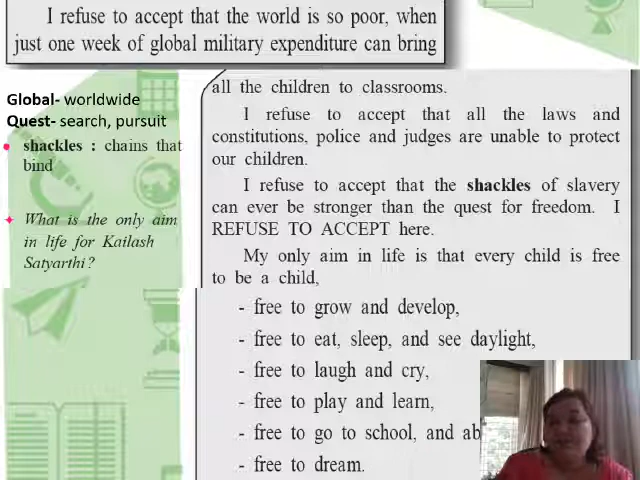 I refuse to accept that the world is so poor, when
just one week of global military expenditure can bring
all the children to classrooms.
I refuse to accept that all the laws and
constitutions, police and judges are unable to protect
our children.
I refuse to accept that the shackles of slavery
can ever be stronger than the quest for freedom. I
REFUSE TO ACCEPT here.
My only aim in life is that every child is free
to be a child,
- free to grow and develop,
- free to eat, sleep, and see daylight,
- free to laugh and cry,
- free to play and learn,
- free to go to school, and ab
- free to dream.
Global- worldwide
Quest- search, pursuit
shackles : chains that
bind
What is the only aim
in life for Kailash
Satyarthi?